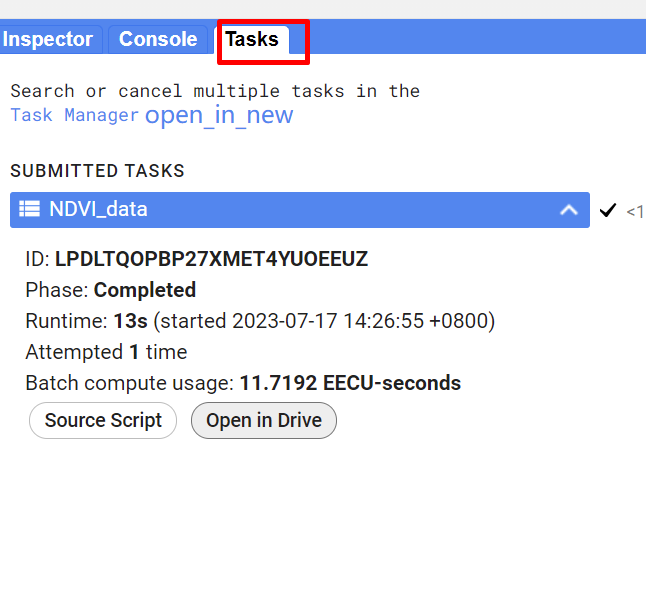 Inspector Console Tasks
Search or cancel multiple tasks in the
Task Manager open_in_new
SUBMITTED TASKS
NDVI_data <1
ID: LPDLTQOPBP27XMET4YUOEEUZ
Phase: Completed
Runtime: 13s (started 2023-07-17 14:26:55 +0800)
Attempted 1 time
Batch compute usage: 11.7192 EECU-seconds
Source Script Open in Drive